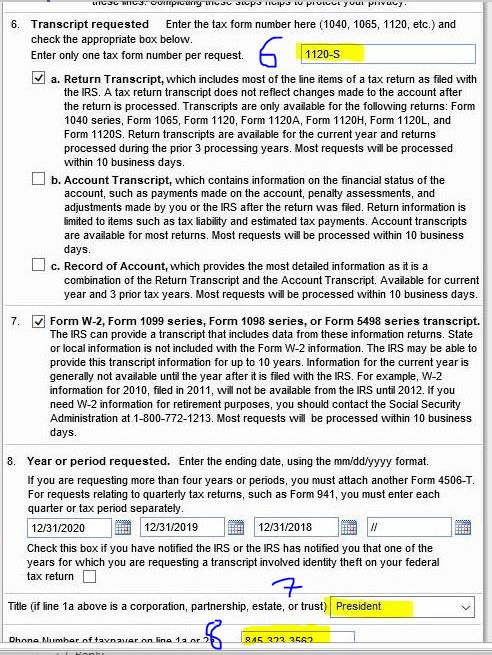 these lines. Completing these steps helps to protect your privacy.
6. Transcript requested Enter the tax form number here (1040, 1065, 1120, etc.) and
check the appropriate box below.
Enter only one tax form number per request. 6 1120-S
a. Return Transcript, which includes most of the line items of a tax return as filed with
the IRS. A tax return transcript does not reflect changes made to the account after
the return is processed. Transcripts are only available for the following returns: Form
1040 series, Form 1065, Form 1120, Form 1120A, Form 1120H, Form 1120L, and
Form 1120S. Return transcripts are available for the current year and returns
processed during the prior 3 processing years. Most requests will be processed
within 10 business days.
b. Account Transcript, which contains information on the financial status of the
account, such as payments made on the account, penalty assessments, and
adjustments made by you or the IRS after the return was filed. Return information is
limited to items such as tax liability and estimated tax payments. Account transcripts
are available for most returns. Most requests will be processed within 10 business
days.
c. Record of Account, which provides the most detailed information as it is a
combination of the Return Transcript and the Account Transcript. Available for current
year and 3 prior tax years. Most requests will be processed within 10 business days.
7. Form W-2, Form 1099 series, Form 1098 series, or Form 5498 series transcript.
The IRS can provide a transcript that includes data from these information returns. State
or local information is not included with the Form W-2 information. The IRS may be able to
provide this transcript information for up to 10 years. Information for the current year is
generally not available until the year after it is filed with the IRS. For example, W-2
information for 2010, filed in 2011, will not be available from the IRS until 2012. If you
need W-2 information for retirement purposes, you should contact the Social Security
Administration at 1-800-772-1213. Most requests will be processed within 10 business
days.
8. Year or period requested. Enter the ending date, using the mm/dd/yyyy format.
If you are requesting more than four years or periods, you must attach another Form 4506-T.
For requests relating to quarterly tax returns, such as Form 941, you must enter each
quarter or tax period separately.
12/31/2020 12/31/2019 12/31/2018 //
Check this box if you have notified the IRS or the IRS has notified you that one of the
years for which you are requesting a transcript involved identity theft on your federal
tax return
7
Title (if line 1a above is a corporation, partnership, estate, or trust) President
Phone Number of taxpayer on line 1a or 2a 8 845 323 3562